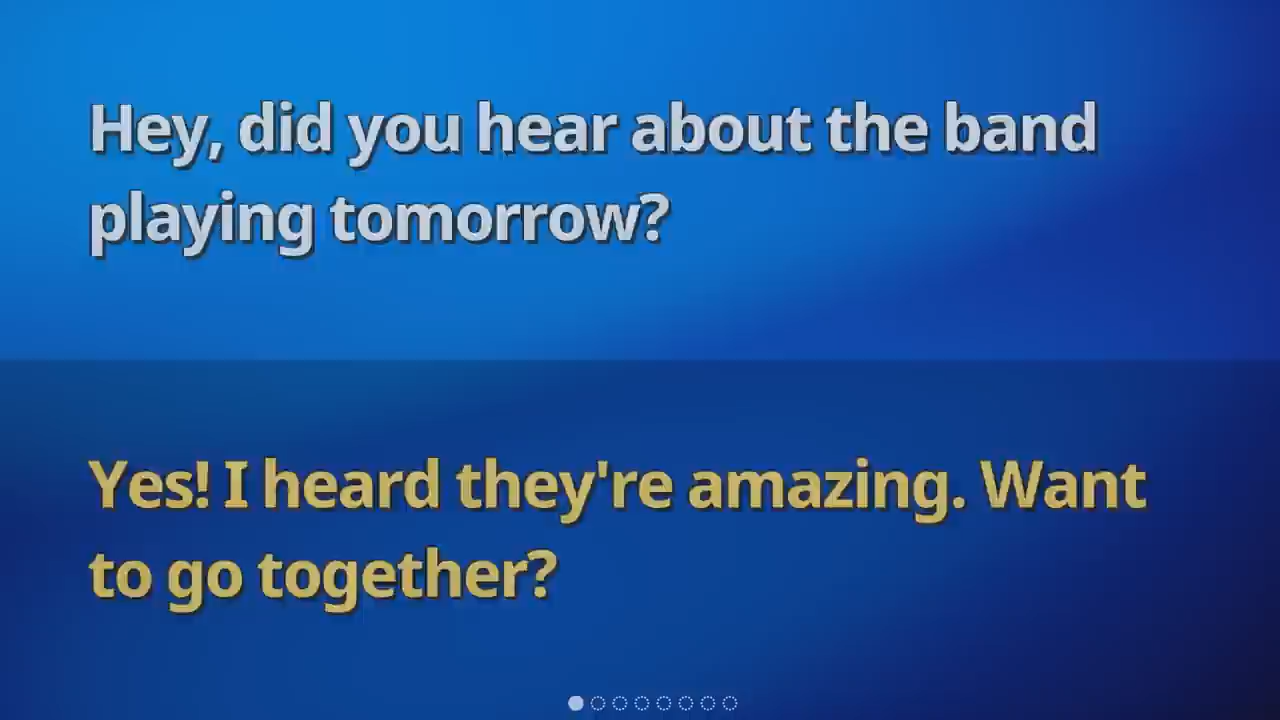 Hey, did you hear about the band
playing tomorrow?
Yes! I heard they're amazing. Want
to go together?